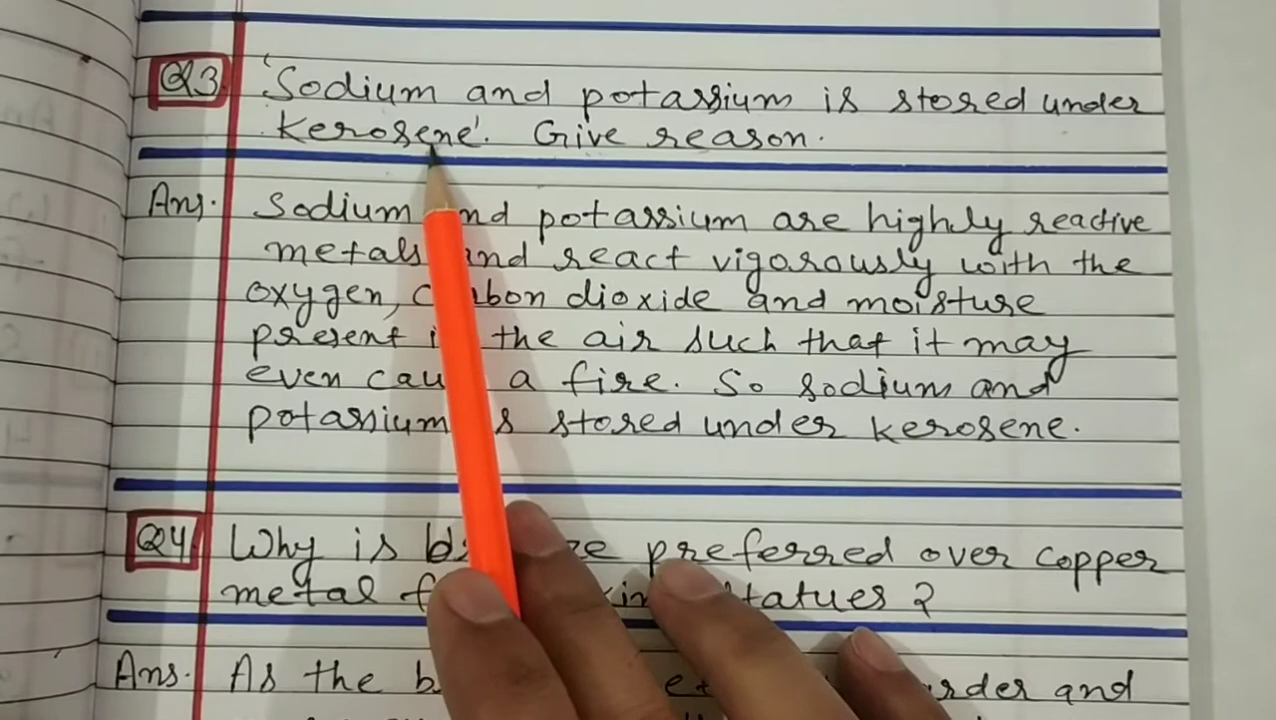 Q3. 'Sodium and potassium is stored under
kerosene'. Give reason.
Ans. Sodium and potassium are highly reactive
metals and react vigorously with the
oxygen, carbon dioxide and moisture
present in the air such that it may
even cause a fire. So sodium and
potassium is stored under kerosene.
Q4. Why is bronze preferred over copper
metal statues ?
Ans. As the and